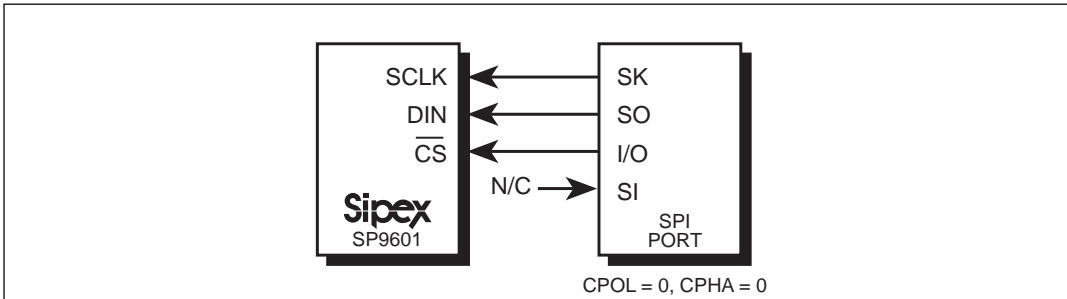 SCLK
DIN
CS
Sipex
SP9601
N/C
SK
SO
I/O
SI
SPI
PORT
CPOL = 0, CPHA = 0